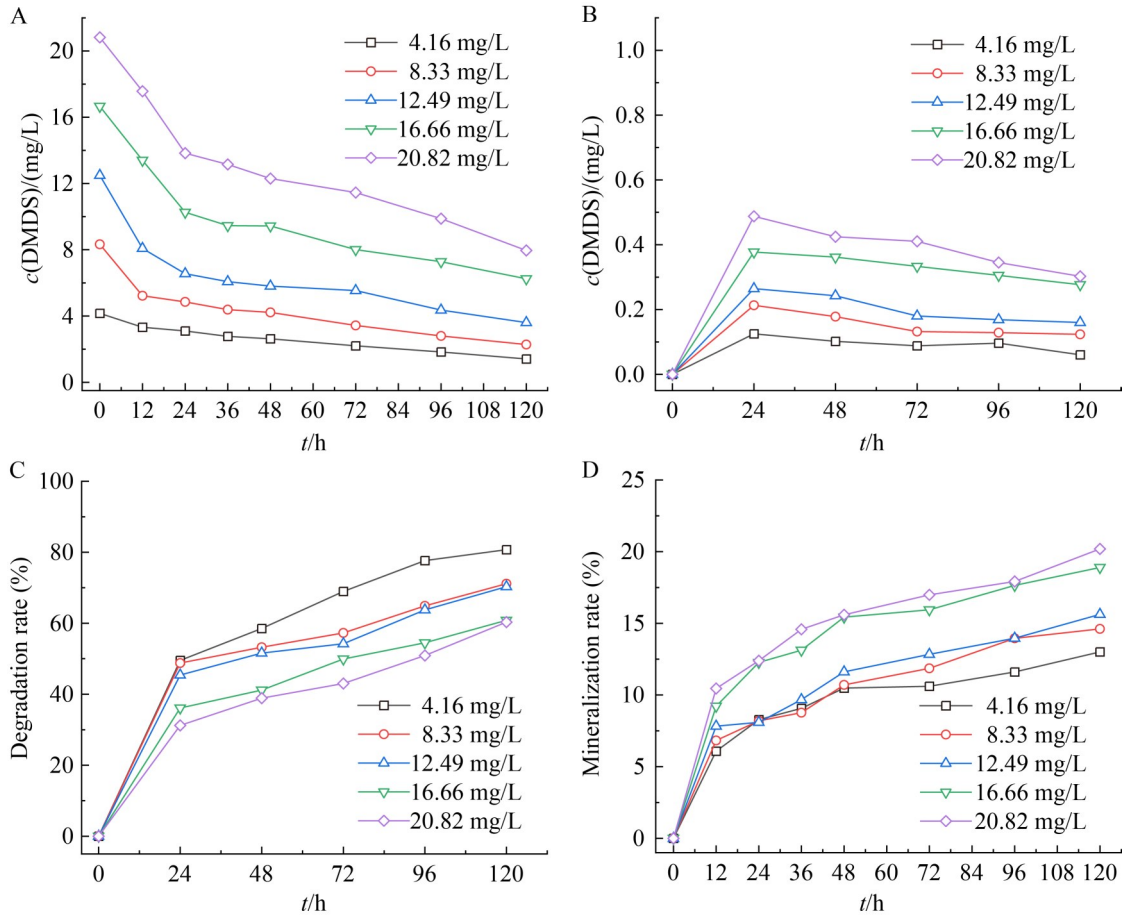 A
c(DMDS)/(mg/L)
20
16
12
8
4
0
4.16 mg/L
8.33 mg/L
12.49 mg/L
16.66 mg/L
20.82 mg/L
0 12 24 36 48 72 84 96 108 120
t/h
B
c(DMDS)/(mg/L)
1.0
0.8
0.6
0.4
0.2
0.0
4.16 mg/L
8.33 mg/L
12.49 mg/L
16.66 mg/L
20.82 mg/L
0 24 48 72 96 120
t/h
C
Degradation rate (%)
100
80
60
40
20
0
4.16 mg/L
8.33 mg/L
12.49 mg/L
16.66 mg/L
20.82 mg/L
0 24 48 72 96 120
t/h
D
Mineralization rate (%)
25
20
15
10
5
0
4.16 mg/L
8.33 mg/L
12.49 mg/L
16.66 mg/L
20.82 mg/L
0 12 24 36 48 72 84 96 108 120
t/h